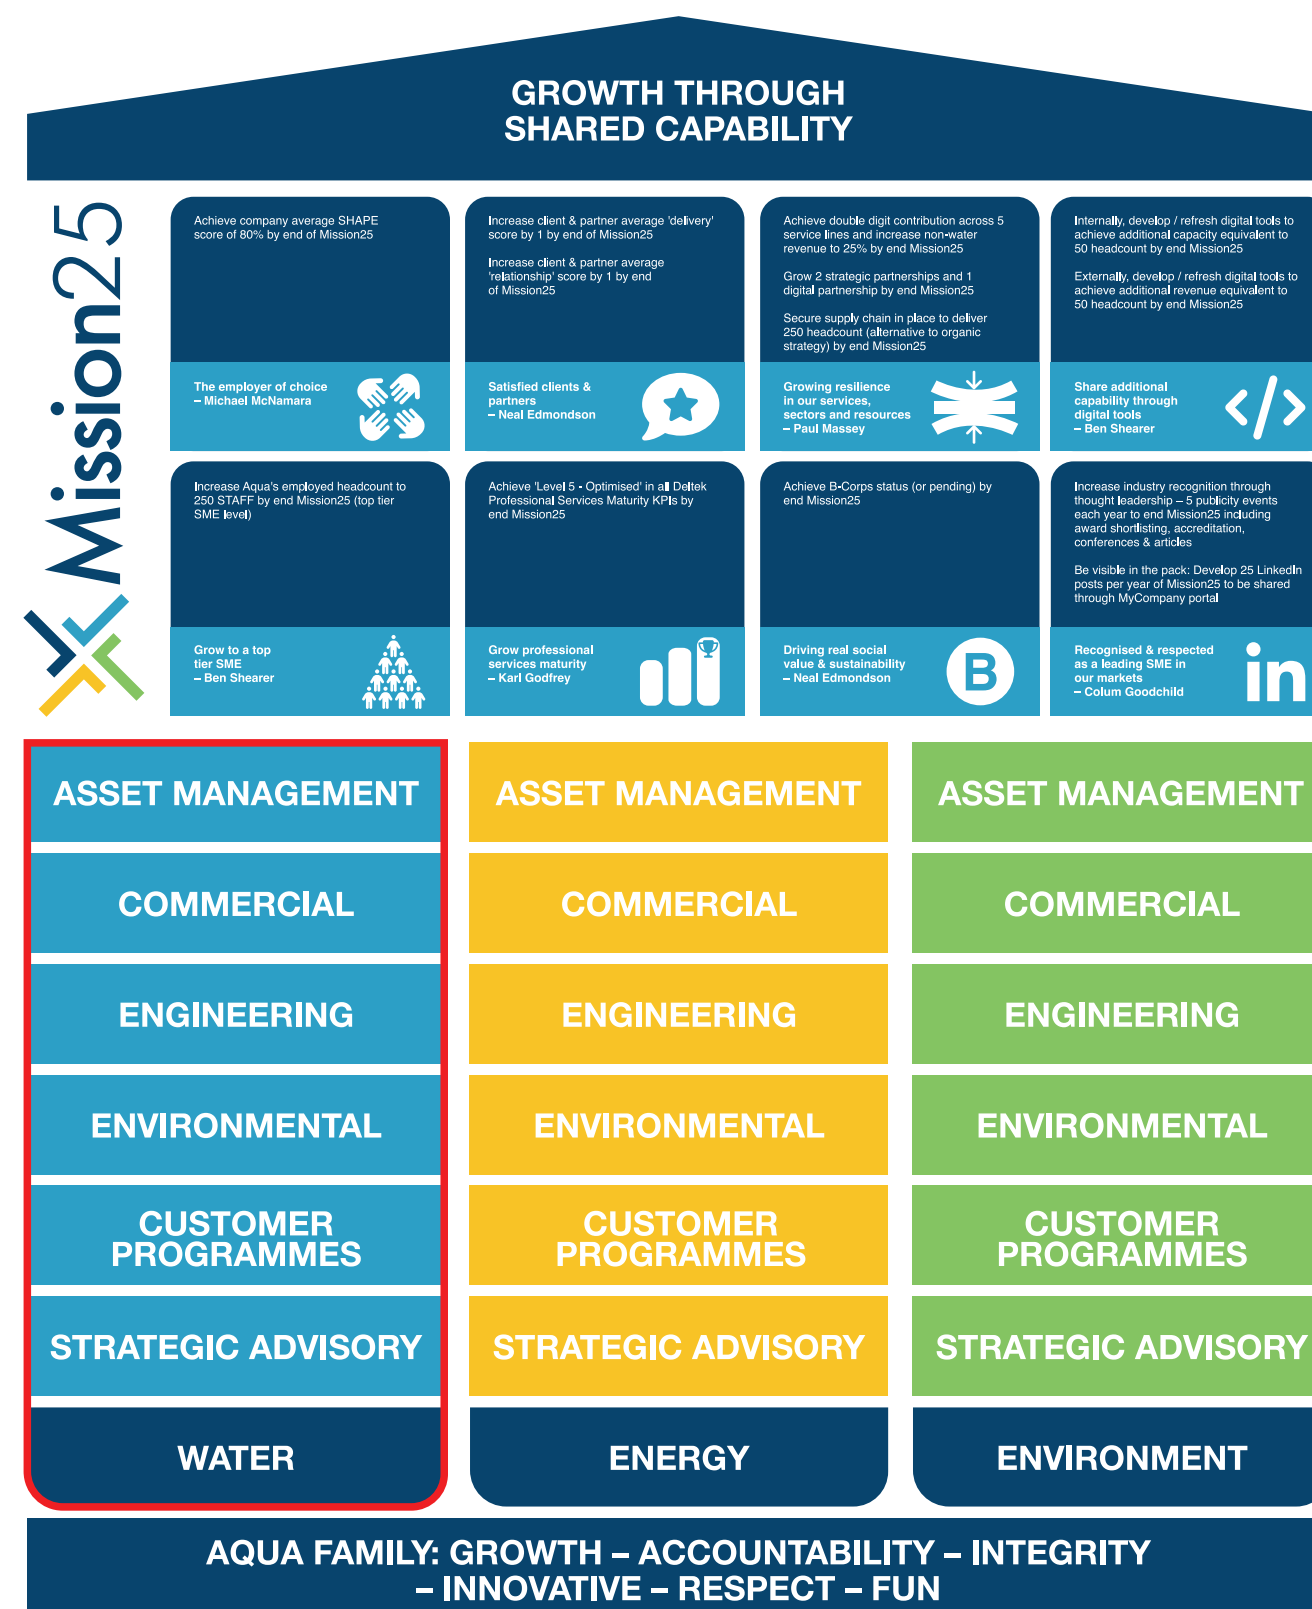 GROWTH THROUGH
SHARED CAPABILITY
Mission25
Achieve company average SHAPE
score of 80% by end of Mission25
The employer of choice
– Michael McNamara
Increase client & partner average 'delivery'
score by 1 by end of Mission25
Increase client & partner average
'relationship' score by 1 by end
of Mission25
Satisfied clients &
partners
– Neal Edmondson
Achieve double digit contribution across 5
service lines and increase non-water
revenue to 25% by end Mission25
Grow 2 strategic partnerships and 1
digital partnership by end Mission25
Secure supply chain in place to deliver
250 headcount (alternative to organic
strategy) by end Mission25
Growing resilience
in our services,
sectors and resources
– Paul Massey
Internally, develop / refresh digital tools to
achieve additional capacity equivalent to
50 headcount by end Mission25
Externally, develop / refresh digital tools to
achieve additional revenue equivalent to
50 headcount by end Mission25
Share additional
capability through
digital tools
– Ben Shearer
</>
Increase Aqua's employed headcount to
250 STAFF by end Mission25 (top tier
SME level)
Grow to a top
tier SME
– Ben Shearer
Achieve 'Level 5 - Optimised' in all Deltek
Professional Services Maturity KPIs by
end Mission25
Grow professional
services maturity
– Karl Godfrey
Achieve B-Corps status (or pending) by
end Mission25
Driving real social
value & sustainability
– Neal Edmondson
B
Increase industry recognition through
thought leadership – 5 publicity events
each year to end Mission25 including
award shortlisting, accreditation,
conferences & articles
Be visible in the pack: Develop 25 LinkedIn
posts per year of Mission25 to be shared
through MyCompany portal
Recognised & respected
as a leading SME in
our markets
– Colum Goodchild
in
ASSET MANAGEMENT
COMMERCIAL
ENGINEERING
ENVIRONMENTAL
CUSTOMER
PROGRAMMES
STRATEGIC ADVISORY
WATER
ASSET MANAGEMENT
COMMERCIAL
ENGINEERING
ENVIRONMENTAL
CUSTOMER
PROGRAMMES
STRATEGIC ADVISORY
ENERGY
ASSET MANAGEMENT
COMMERCIAL
ENGINEERING
ENVIRONMENTAL
CUSTOMER
PROGRAMMES
STRATEGIC ADVISORY
ENVIRONMENT
AQUA FAMILY: GROWTH – ACCOUNTABILITY – INTEGRITY
– INNOVATIVE – RESPECT – FUN